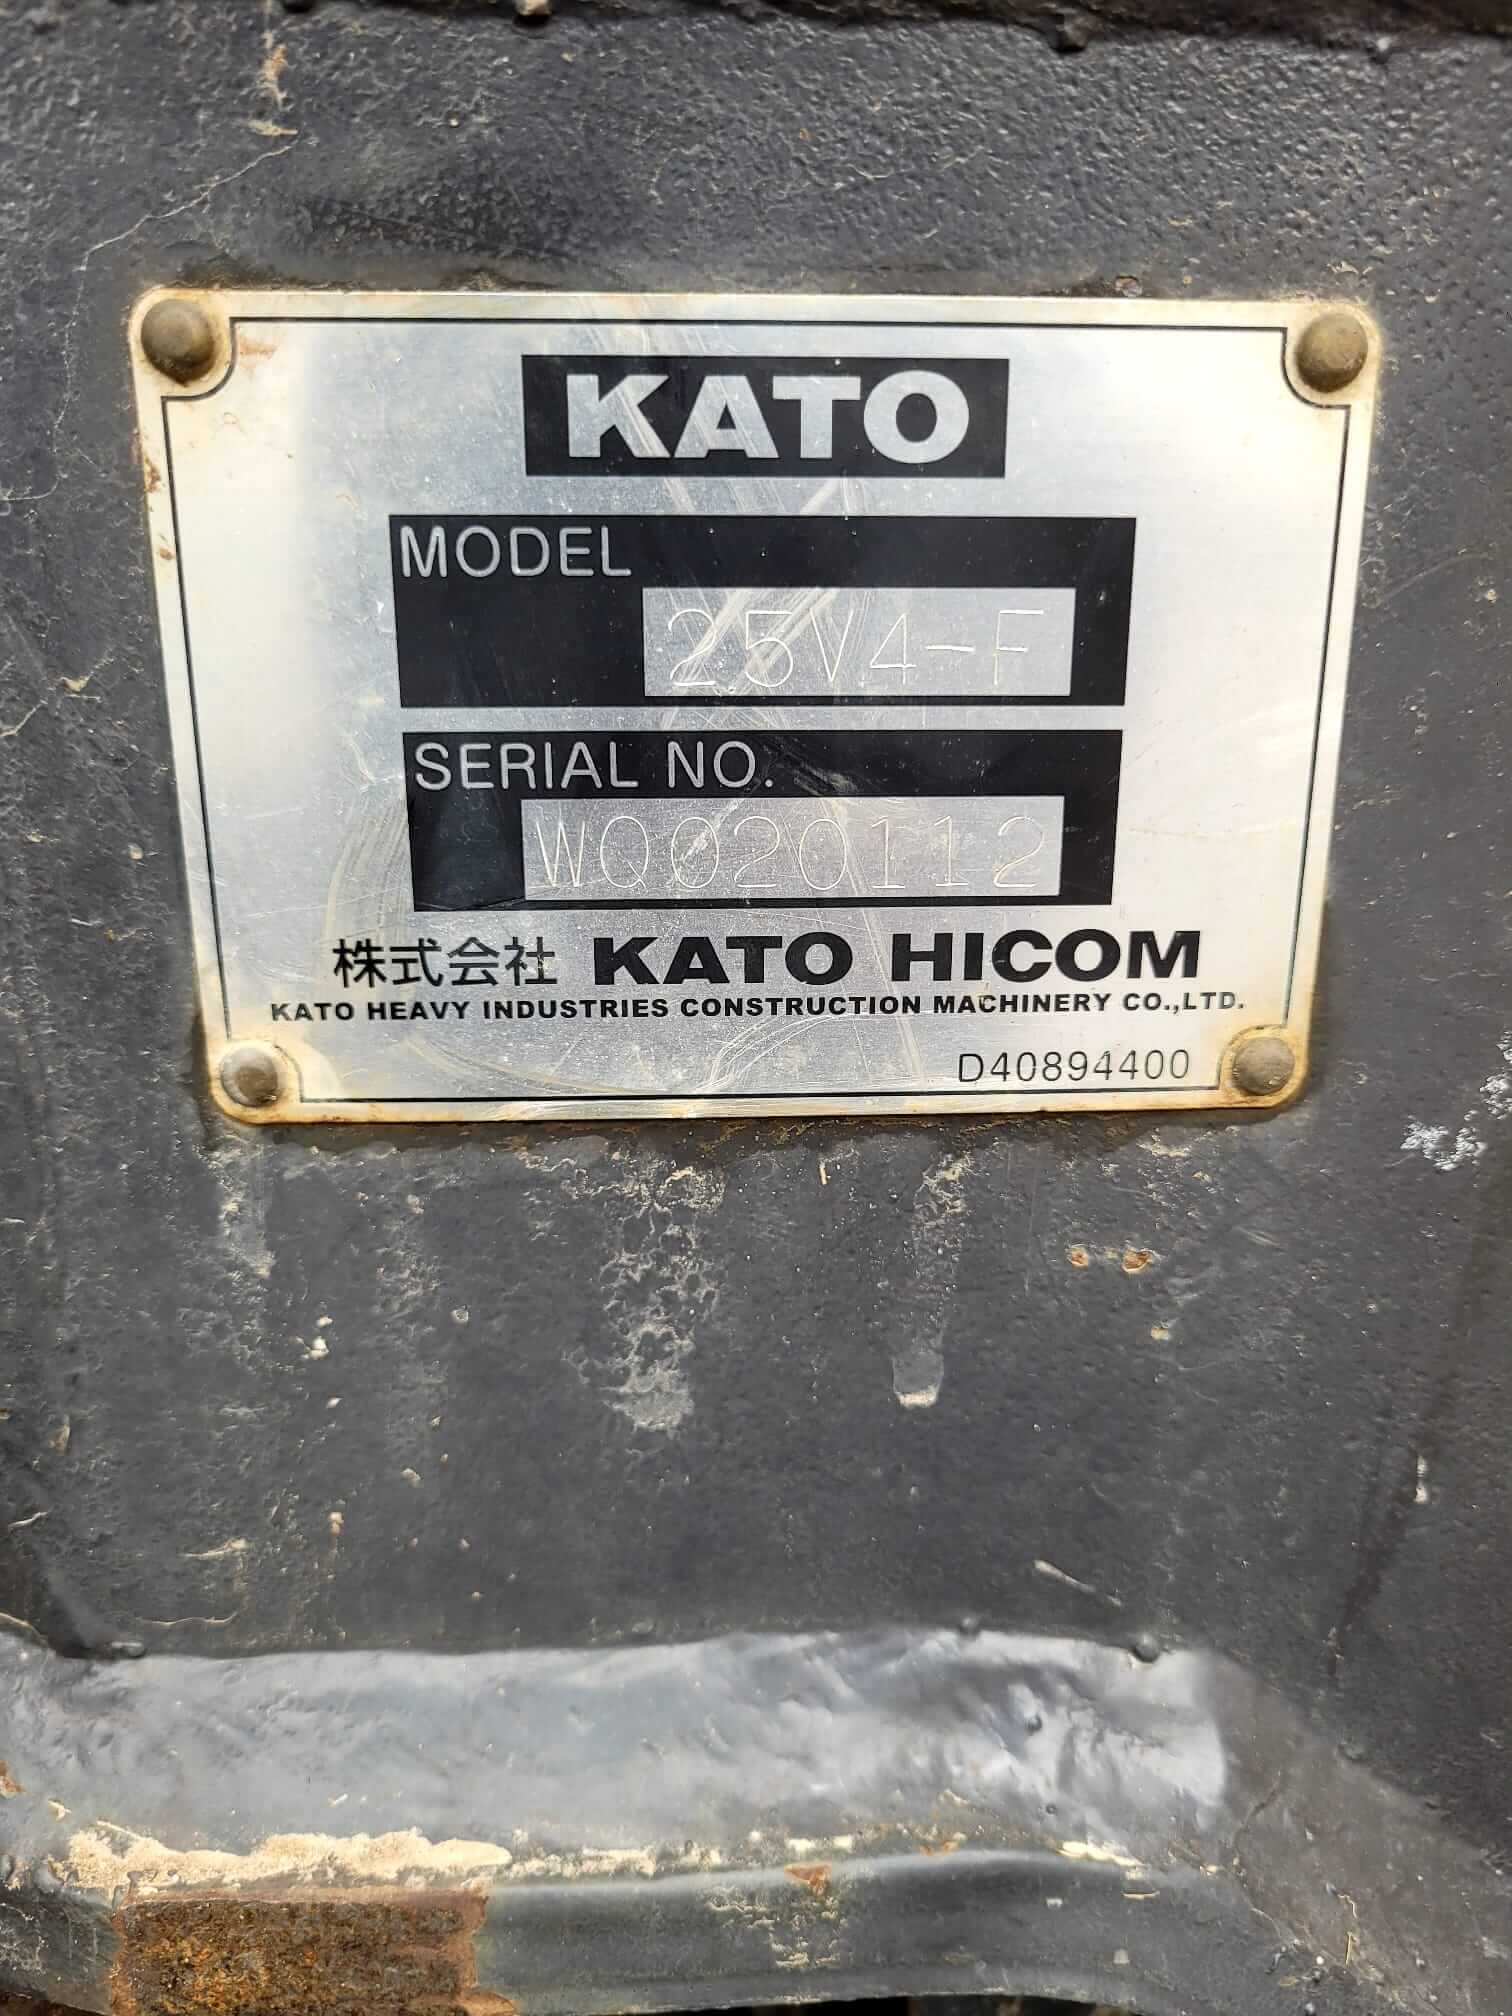 KATO
MODEL
25V4-F
SERIAL NO.
WQ020112
株式会社 KATO HICOM
KATO HEAVY INDUSTRIES CONSTRUCTION MACHINERY CO.,LTD.
D40894400